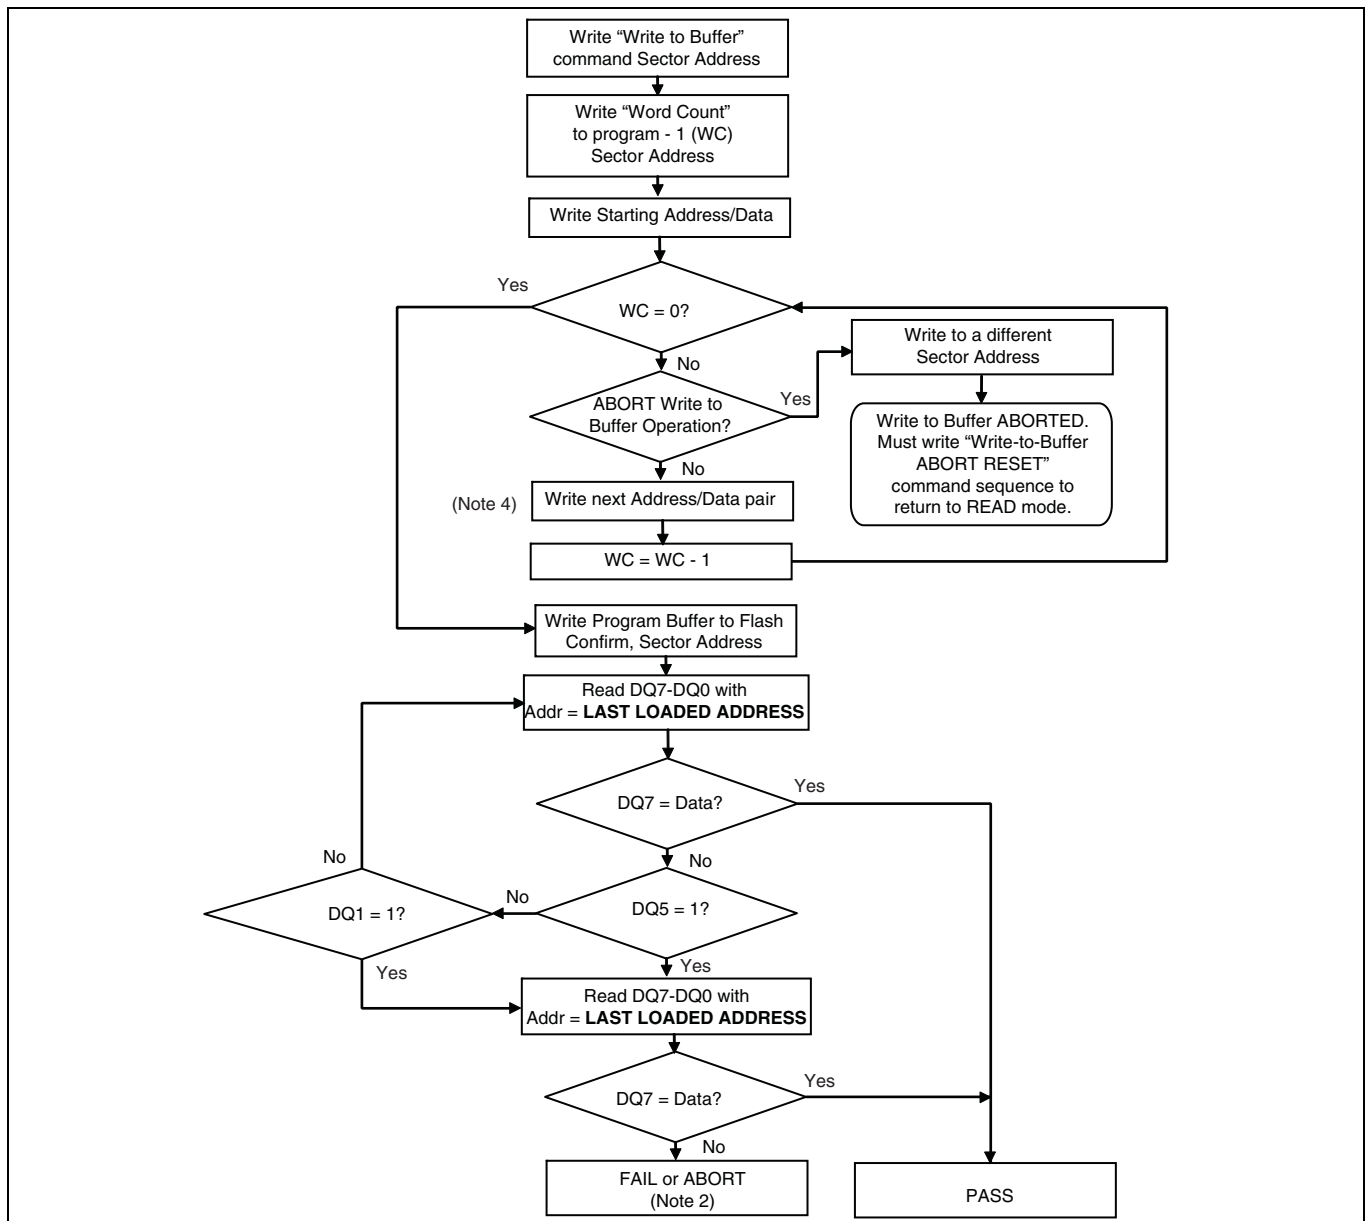 Write “Write to Buffer”
command Sector Address
Write “Word Count”
to program - 1 (WC)
Sector Address
Write Starting Address/Data
Yes
WC = 0?
No
Write to a different
Sector Address
ABORT Write to
Buffer Operation?
Yes
Write to Buffer ABORTED.
Must write “Write-to-Buffer
ABORT RESET”
command sequence to
return to READ mode.
No
(Note 4)
Write next Address/Data pair
WC = WC - 1
Write Program Buffer to Flash
Confirm, Sector Address
Read DQ7-DQ0 with
Addr = LAST LOADED ADDRESS
DQ7 = Data?
Yes
No
No
DQ1 = 1?
No
DQ5 = 1?
Yes
Yes
Read DQ7-DQ0 with
Addr = LAST LOADED ADDRESS
DQ7 = Data?
Yes
No
FAIL or ABORT
(Note 2)
PASS